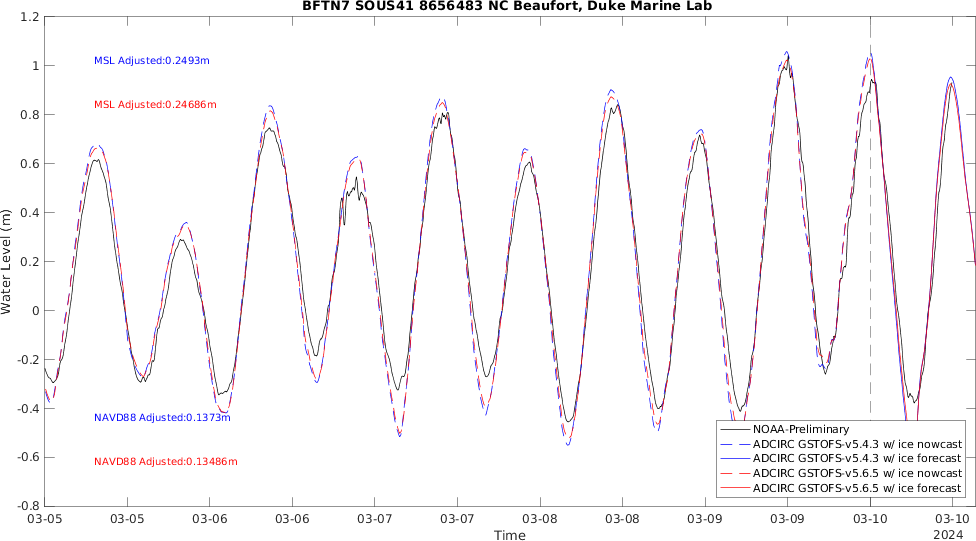 BFTN7 SOUS41 8656483 NC Beaufort, Duke Marine Lab
1.2
1
0.8
0.6
0.4
0.2
0
-0.2
-0.4
-0.6
-0.8
Water Level (m)
MSL Adjusted:0.2493m
MSL Adjusted:0.24686m
NAVD88 Adjusted:0.1373m
NAVD88 Adjusted:0.13486m
NOAA-Preliminary
ADCIRC GSTOFS-v5.4.3 w/ ice nowcast
ADCIRC GSTOFS-v5.4.3 w/ ice forecast
ADCIRC GSTOFS-v5.6.5 w/ ice nowcast
ADCIRC GSTOFS-v5.6.5 w/ ice forecast
03-05 03-05 03-06 03-06 03-07 03-07 03-08 03-08 03-09 03-09 03-10 03-10
Time
2024